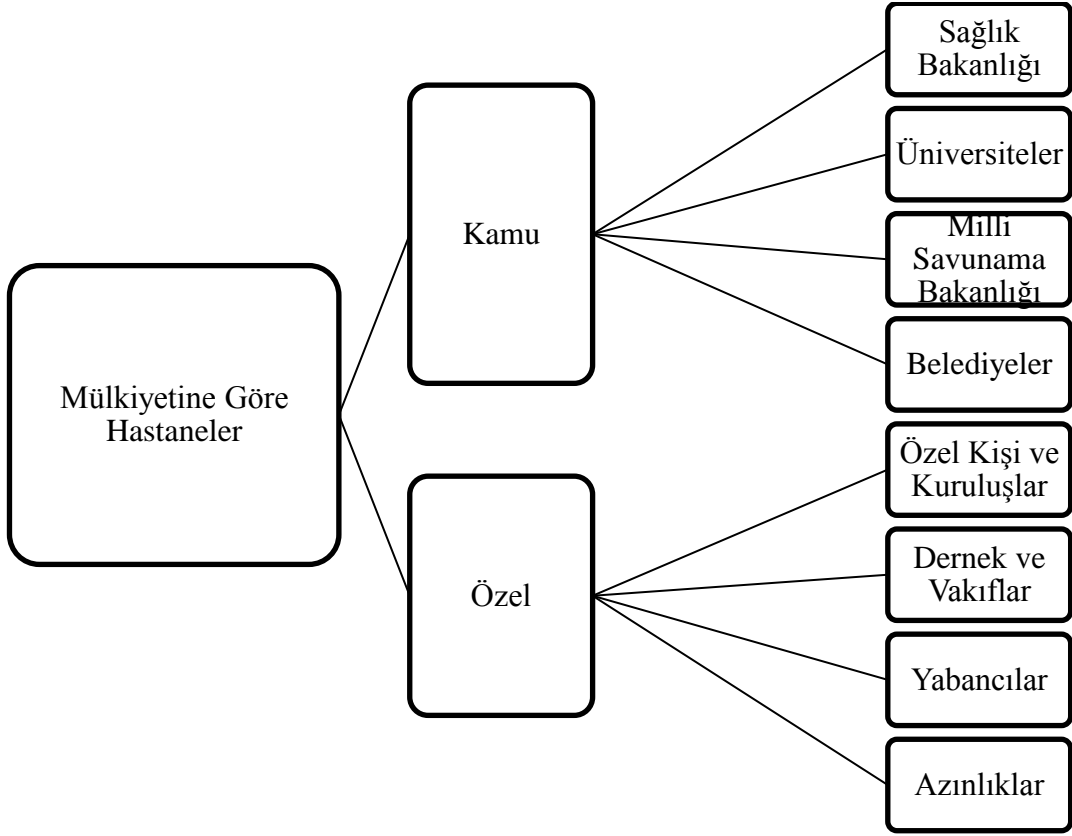 Mülkiyetine Göre
Hastaneler
Kamu
Sağlık
Bakanlığı
Üniversiteler
Milli
Savunama
Bakanlığı
Belediyeler
Özel
Özel Kişi ve
Kuruluşlar
Dernek ve
Vakıflar
Yabancılar
Azınlıklar